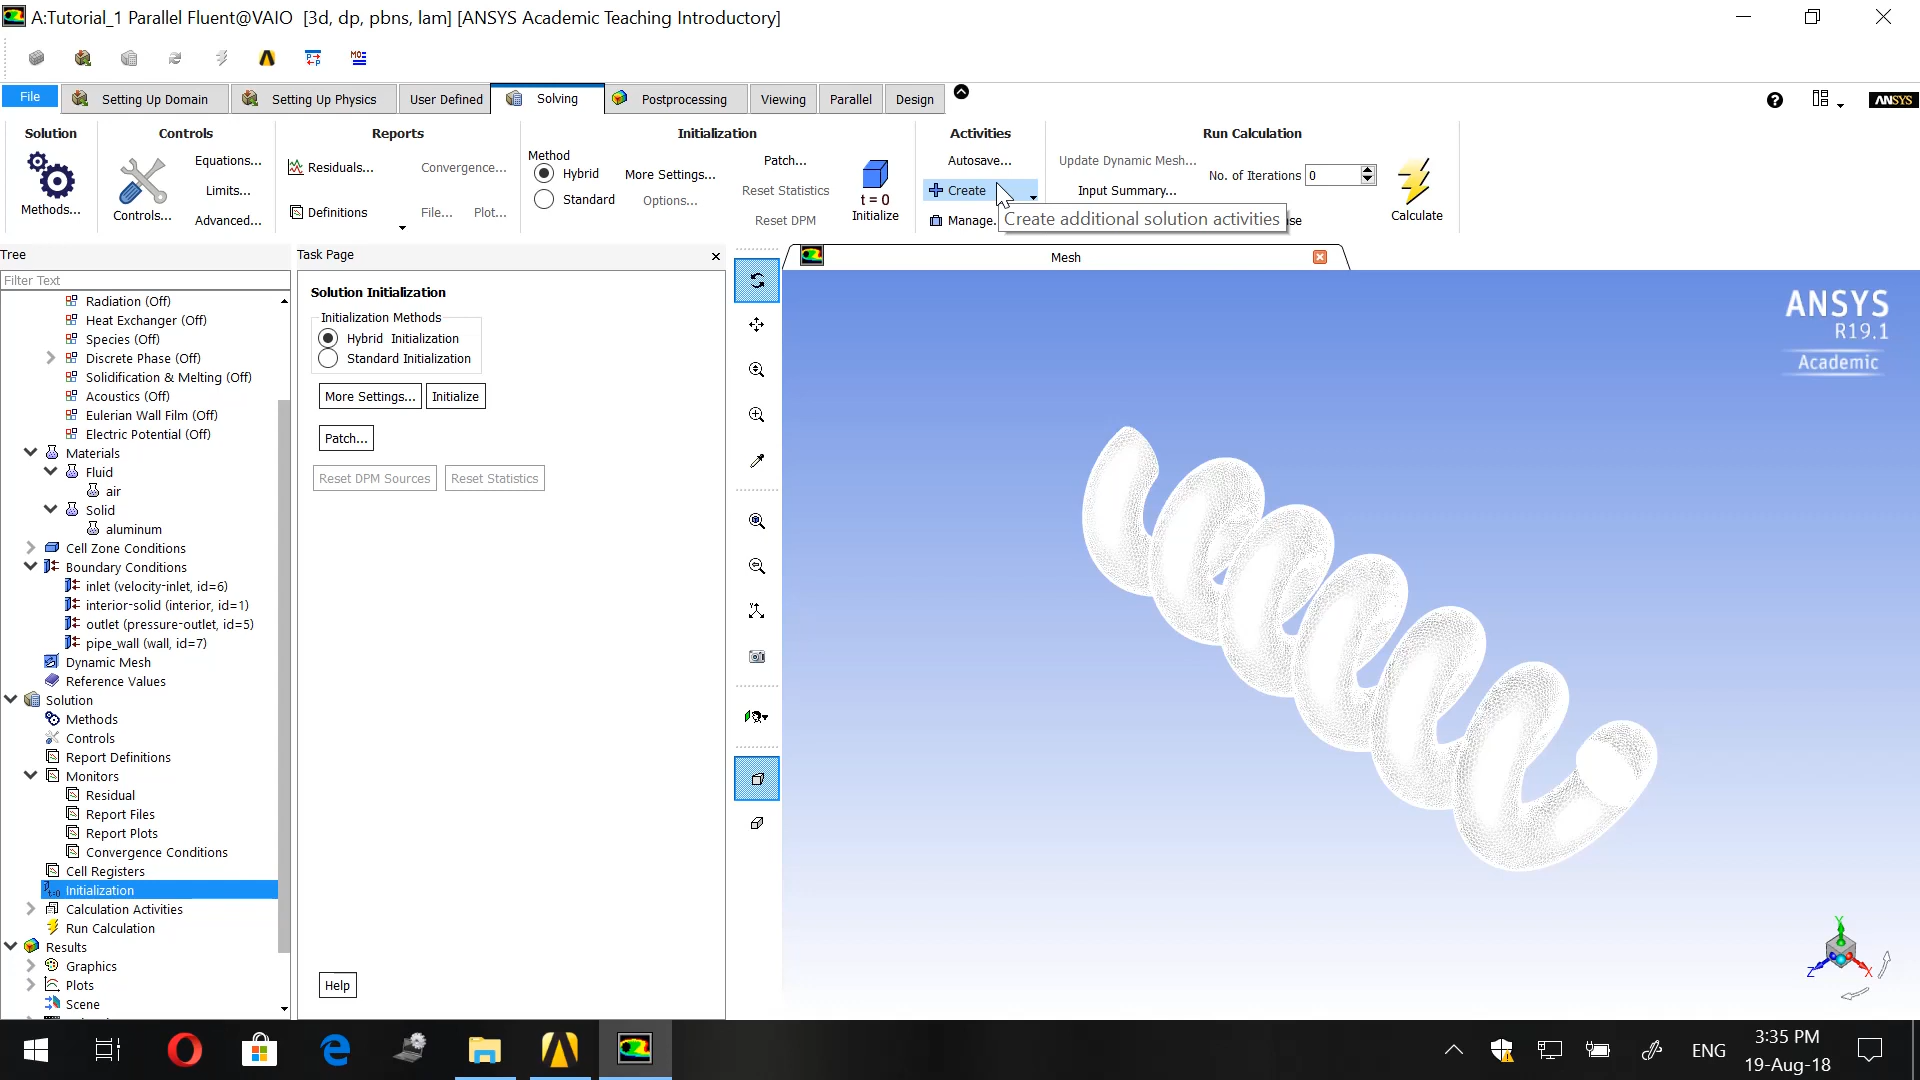 A:Tutorial_1 Parallel Fluent@VAIO [3d, dp, pbns, lam] [ANSYS Academic Teaching Introductory]
File
Setting Up Domain
Setting Up Physics
User Defined
Solving
Postprocessing
Viewing
Parallel
Design
ANSYS
Solution
Controls
Reports
Initialization
Activities
Run Calculation
Methods...
Controls...
Equations...
Limits...
Advanced...
Residuals...
Convergence...
Definitions
File...
Plot...
Method
Hybrid
Standard
More Settings...
Options...
Patch...
Reset Statistics
Reset DPM
t = 0
Initialize
Autosave...
Create
Manage...
Create additional solution activities
Update Dynamic Mesh...
Input Summary...
No. of Iterations 0
Calculate
Tree
Filter Text
Radiation (Off)
Heat Exchanger (Off)
Species (Off)
Discrete Phase (Off)
Solidification & Melting (Off)
Acoustics (Off)
Eulerian Wall Film (Off)
Electric Potential (Off)
Materials
Fluid
air
Solid
aluminum
Cell Zone Conditions
Boundary Conditions
inlet (velocity-inlet, id=6)
interior-solid (interior, id=1)
outlet (pressure-outlet, id=5)
pipe_wall (wall, id=7)
Dynamic Mesh
Reference Values
Solution
Methods
Controls
Report Definitions
Monitors
Residual
Report Files
Report Plots
Convergence Conditions
Cell Registers
Initialization
Calculation Activities
Run Calculation
Results
Graphics
Plots
Scene
Task Page
Solution Initialization
Initialization Methods
Hybrid Initialization
Standard Initialization
More Settings...
Initialize
Patch...
Reset DPM Sources
Reset Statistics
Help
Mesh
ANSYS
R19.1
Academic
Y
Z
X
ENG
3:35 PM
19-Aug-18